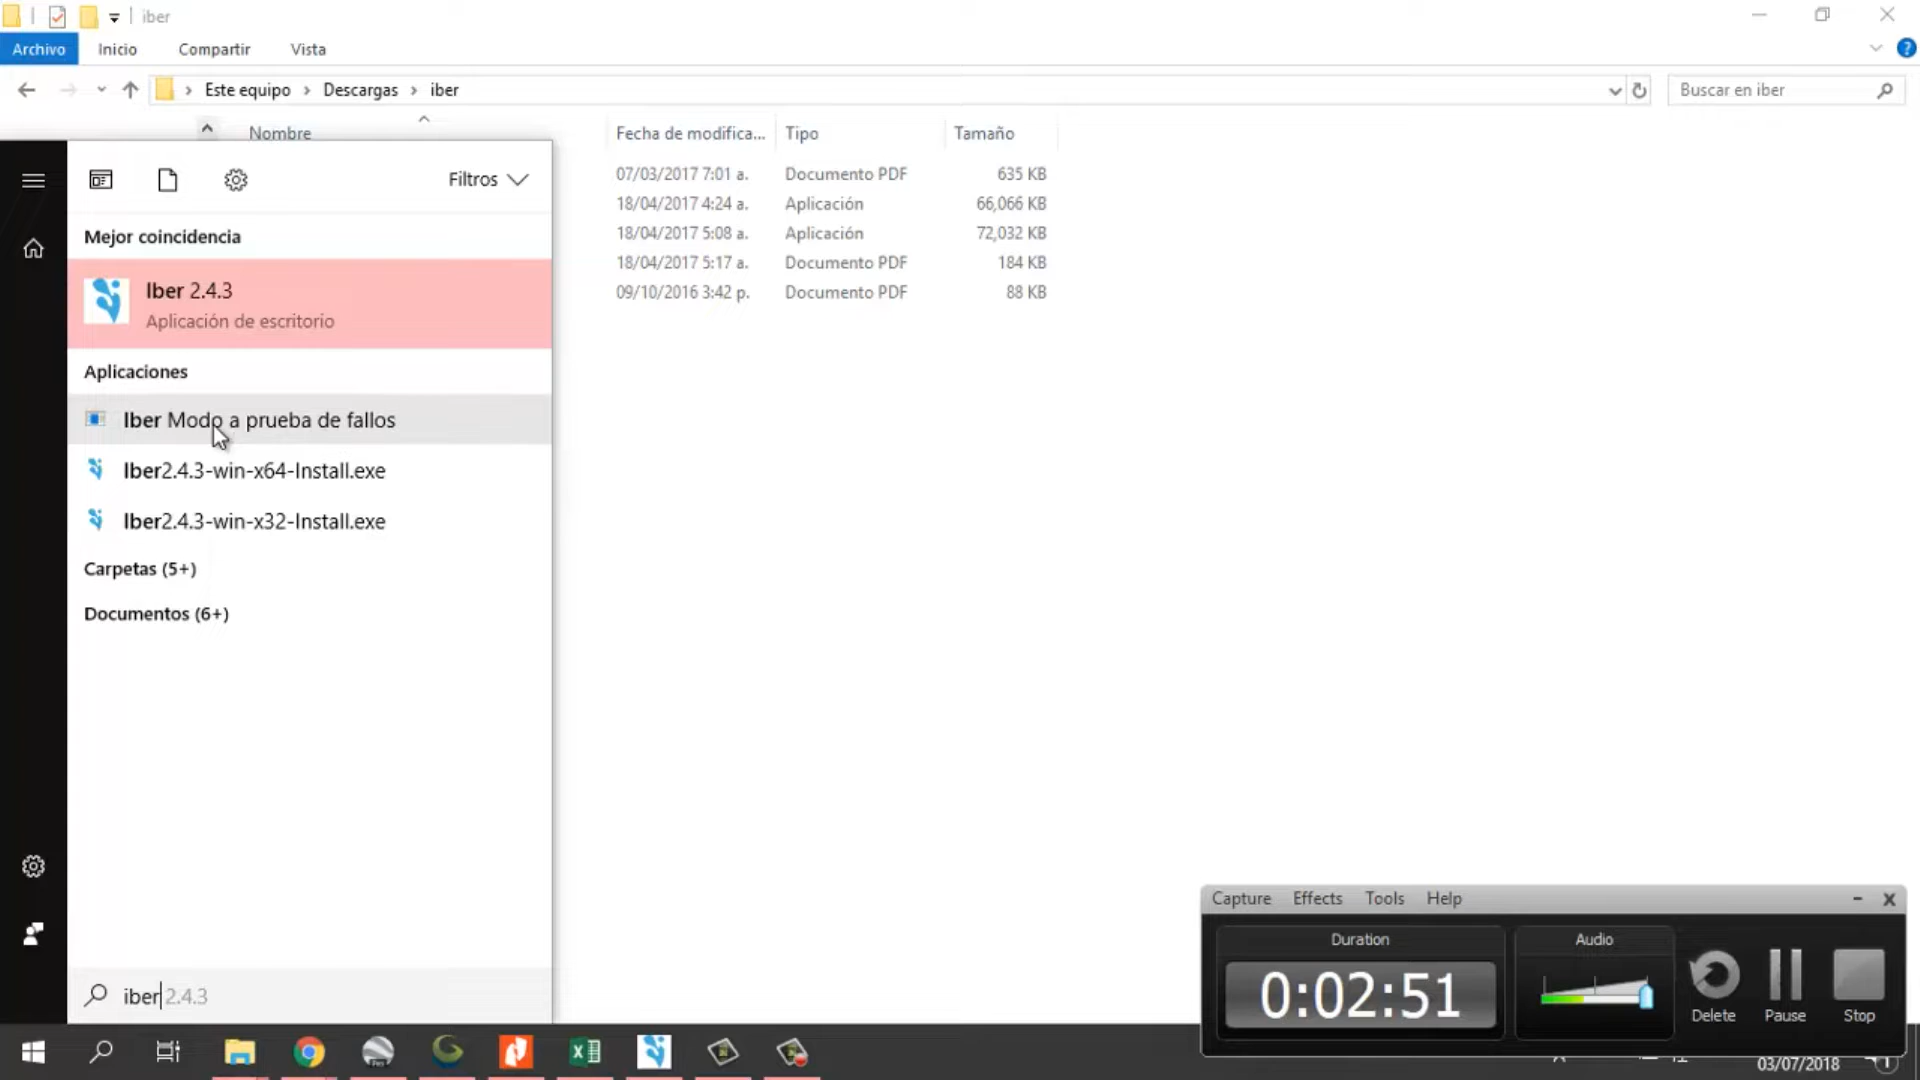 iber
Archivo Inicio Compartir Vista
Este equipo Descargas iber Buscar en iber
Nombre Fecha de modifica... Tipo Tamaño
07/03/2017 7:01 a. Documento PDF 635 KB
18/04/2017 4:24 a. Aplicación 66,066 KB
18/04/2017 5:08 a. Aplicación 72,032 KB
18/04/2017 5:17 a. Documento PDF 184 KB
09/10/2016 3:42 p. Documento PDF 88 KB
Filtros
Mejor coincidencia
Iber 2.4.3
Aplicación de escritorio
Aplicaciones
Iber Modo a prueba de fallos
Iber2.4.3-win-x64-Install.exe
Iber2.4.3-win-x32-Install.exe
Carpetas (5+)
Documentos (6+)
iber 2.4.3
Capture Effects Tools Help
Duration Audio
0:02:51
Delete Pause Stop
03/07/2018